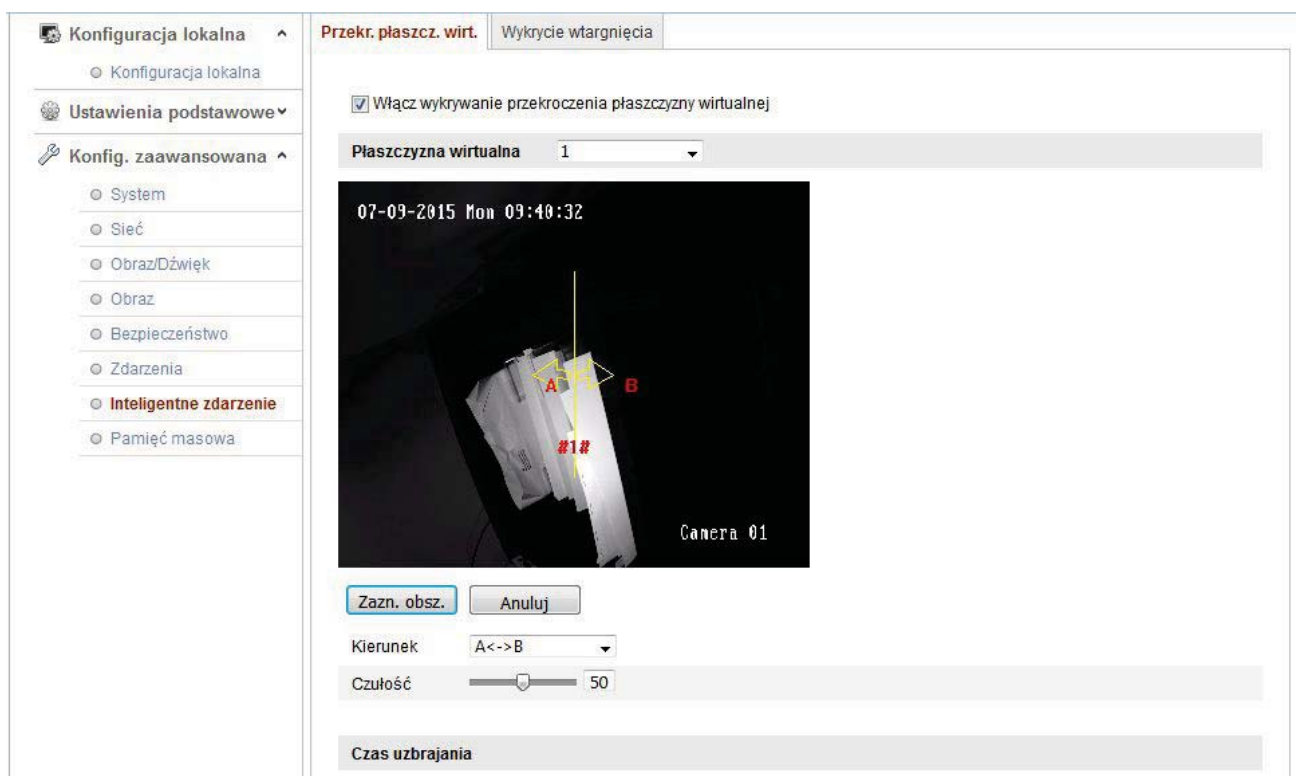 Konfiguracja lokalna
Konfiguracja lokalna
Ustawienia podstawowe
Konfig. zaawansowana
System
Sieć
Obraz/Dźwięk
Obraz
Bezpieczeństwo
Zdarzenia
Inteligentne zdarzenie
Pamięć masowa
Przekr. płaszcz. wirt.
Wykrycie wtargnięcia
Włącz wykrywanie przekroczenia płaszczyzny wirtualnej
Płaszczyzna wirtualna 1
07-09-2015 Mon 09:40:32
A B
#1#
Camera 01
Zazn. obsz. Anuluj
Kierunek A<->B
Czułość 50
Czas uzbrajania